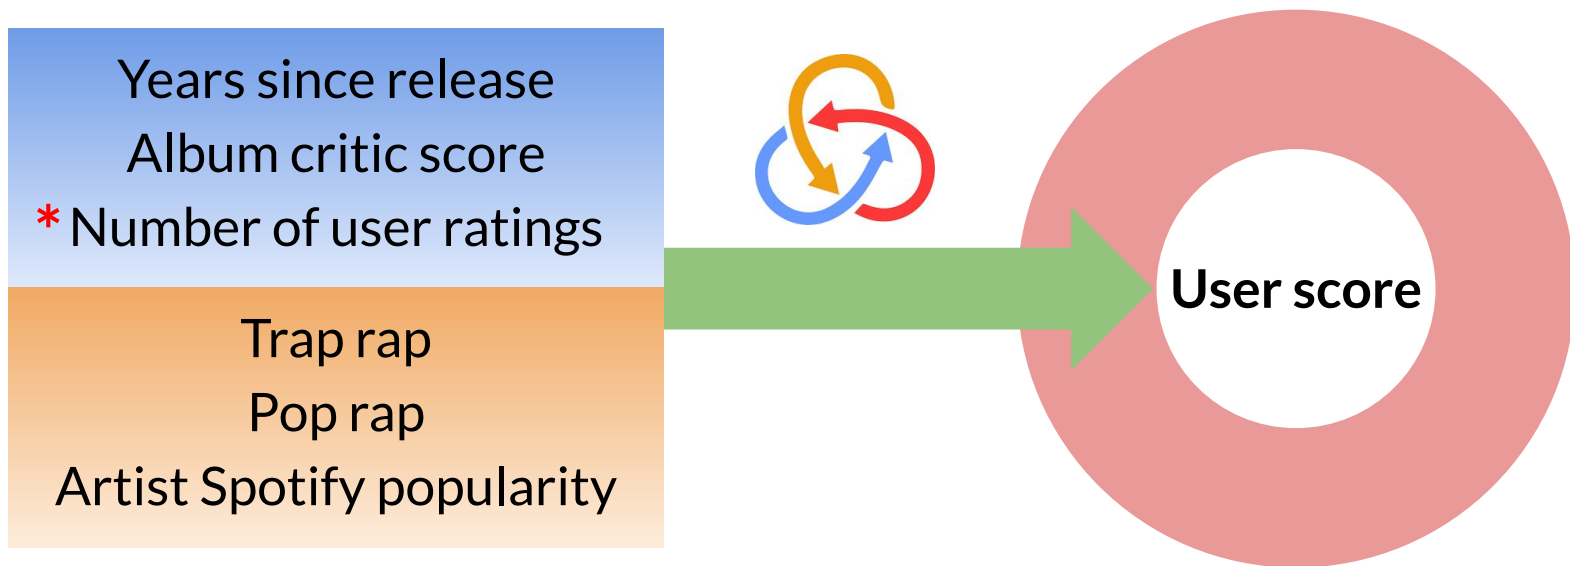 Years since release
Album critic score
* Number of user ratings
Trap rap
Pop rap
Artist Spotify popularity
User score